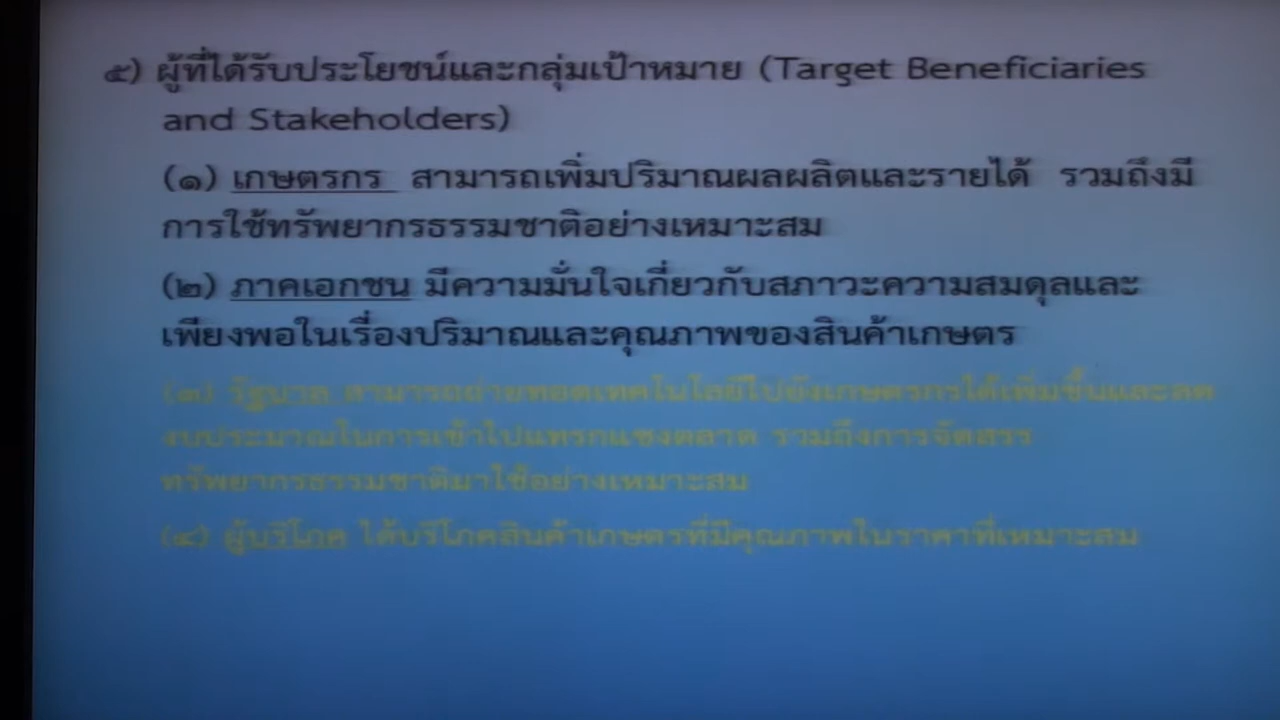 ๕) ผู้ที่ได้รับประโยชน์และกลุ่มเป้าหมาย (Target Beneficiaries
and Stakeholders)
(๑) เกษตรกร สามารถเพิ่มปริมาณผลผลิตและรายได้ รวมถึงมี
การใช้ทรัพยากรธรรมชาติอย่างเหมาะสม
(๒) ภาคเอกชน มีความมั่นใจเกี่ยวกับสภาวะความสมดุลและ
เพียงพอในเรื่องปริมาณและคุณภาพของสินค้าเกษตร
(๓) รัฐบาล สามารถถ่ายทอดเทคโนโลยีไปยังเกษตรกรได้เพิ่มขึ้นและลด
งบประมาณในการเข้าไปแทรกแซงตลาด รวมถึงการจัดสรร
ทรัพยากรธรรมชาติมาใช้อย่างเหมาะสม
(๔) ผู้บริโภค ได้บริโภคสินค้าเกษตรที่มีคุณภาพในราคาที่เหมาะสม